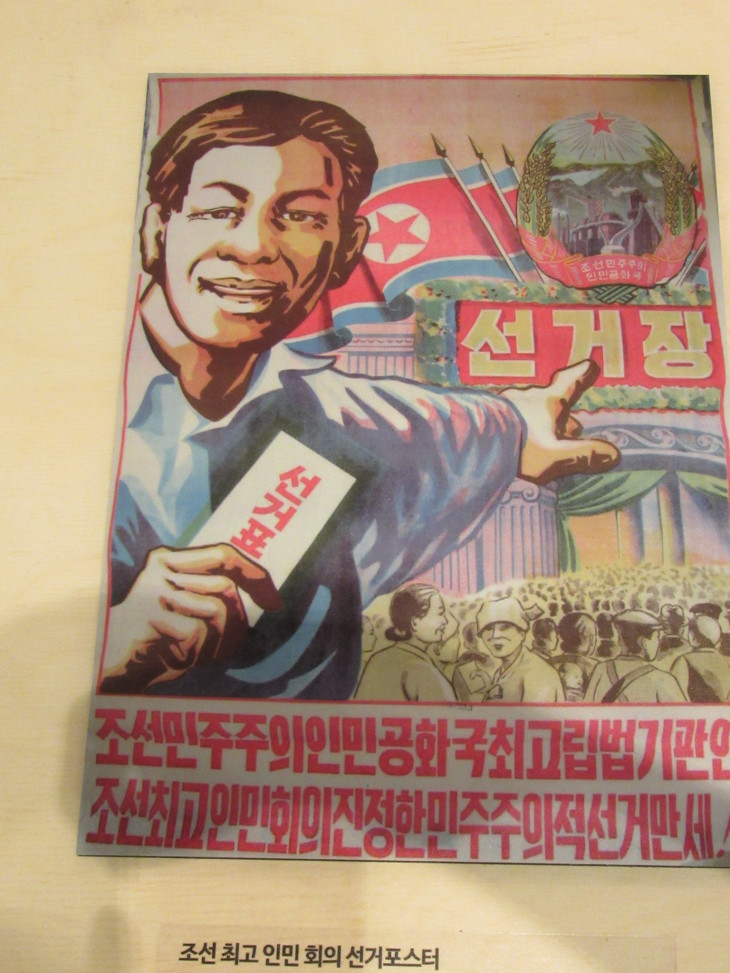 조선민주주의
인민공화국
선거장
선거표
조선민주주의인민공화국최고립법기관인
조선최고인민회의진정한민주주의적선거만세!
조선 최고 인민 회의 선거포스터